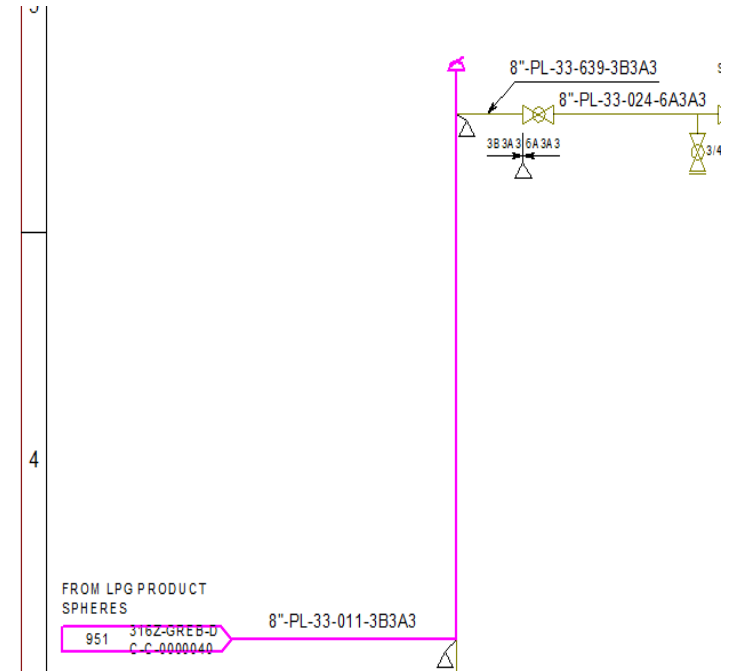 8"-PL-33-639-3B3A3
8"-PL-33-024-6A3A3
3B3A3 6A3A3
3/4
4
FROM LPG PRODUCT
SPHERES
951
316Z-GREB-D
C-C-0000040
8"-PL-33-011-3B3A3